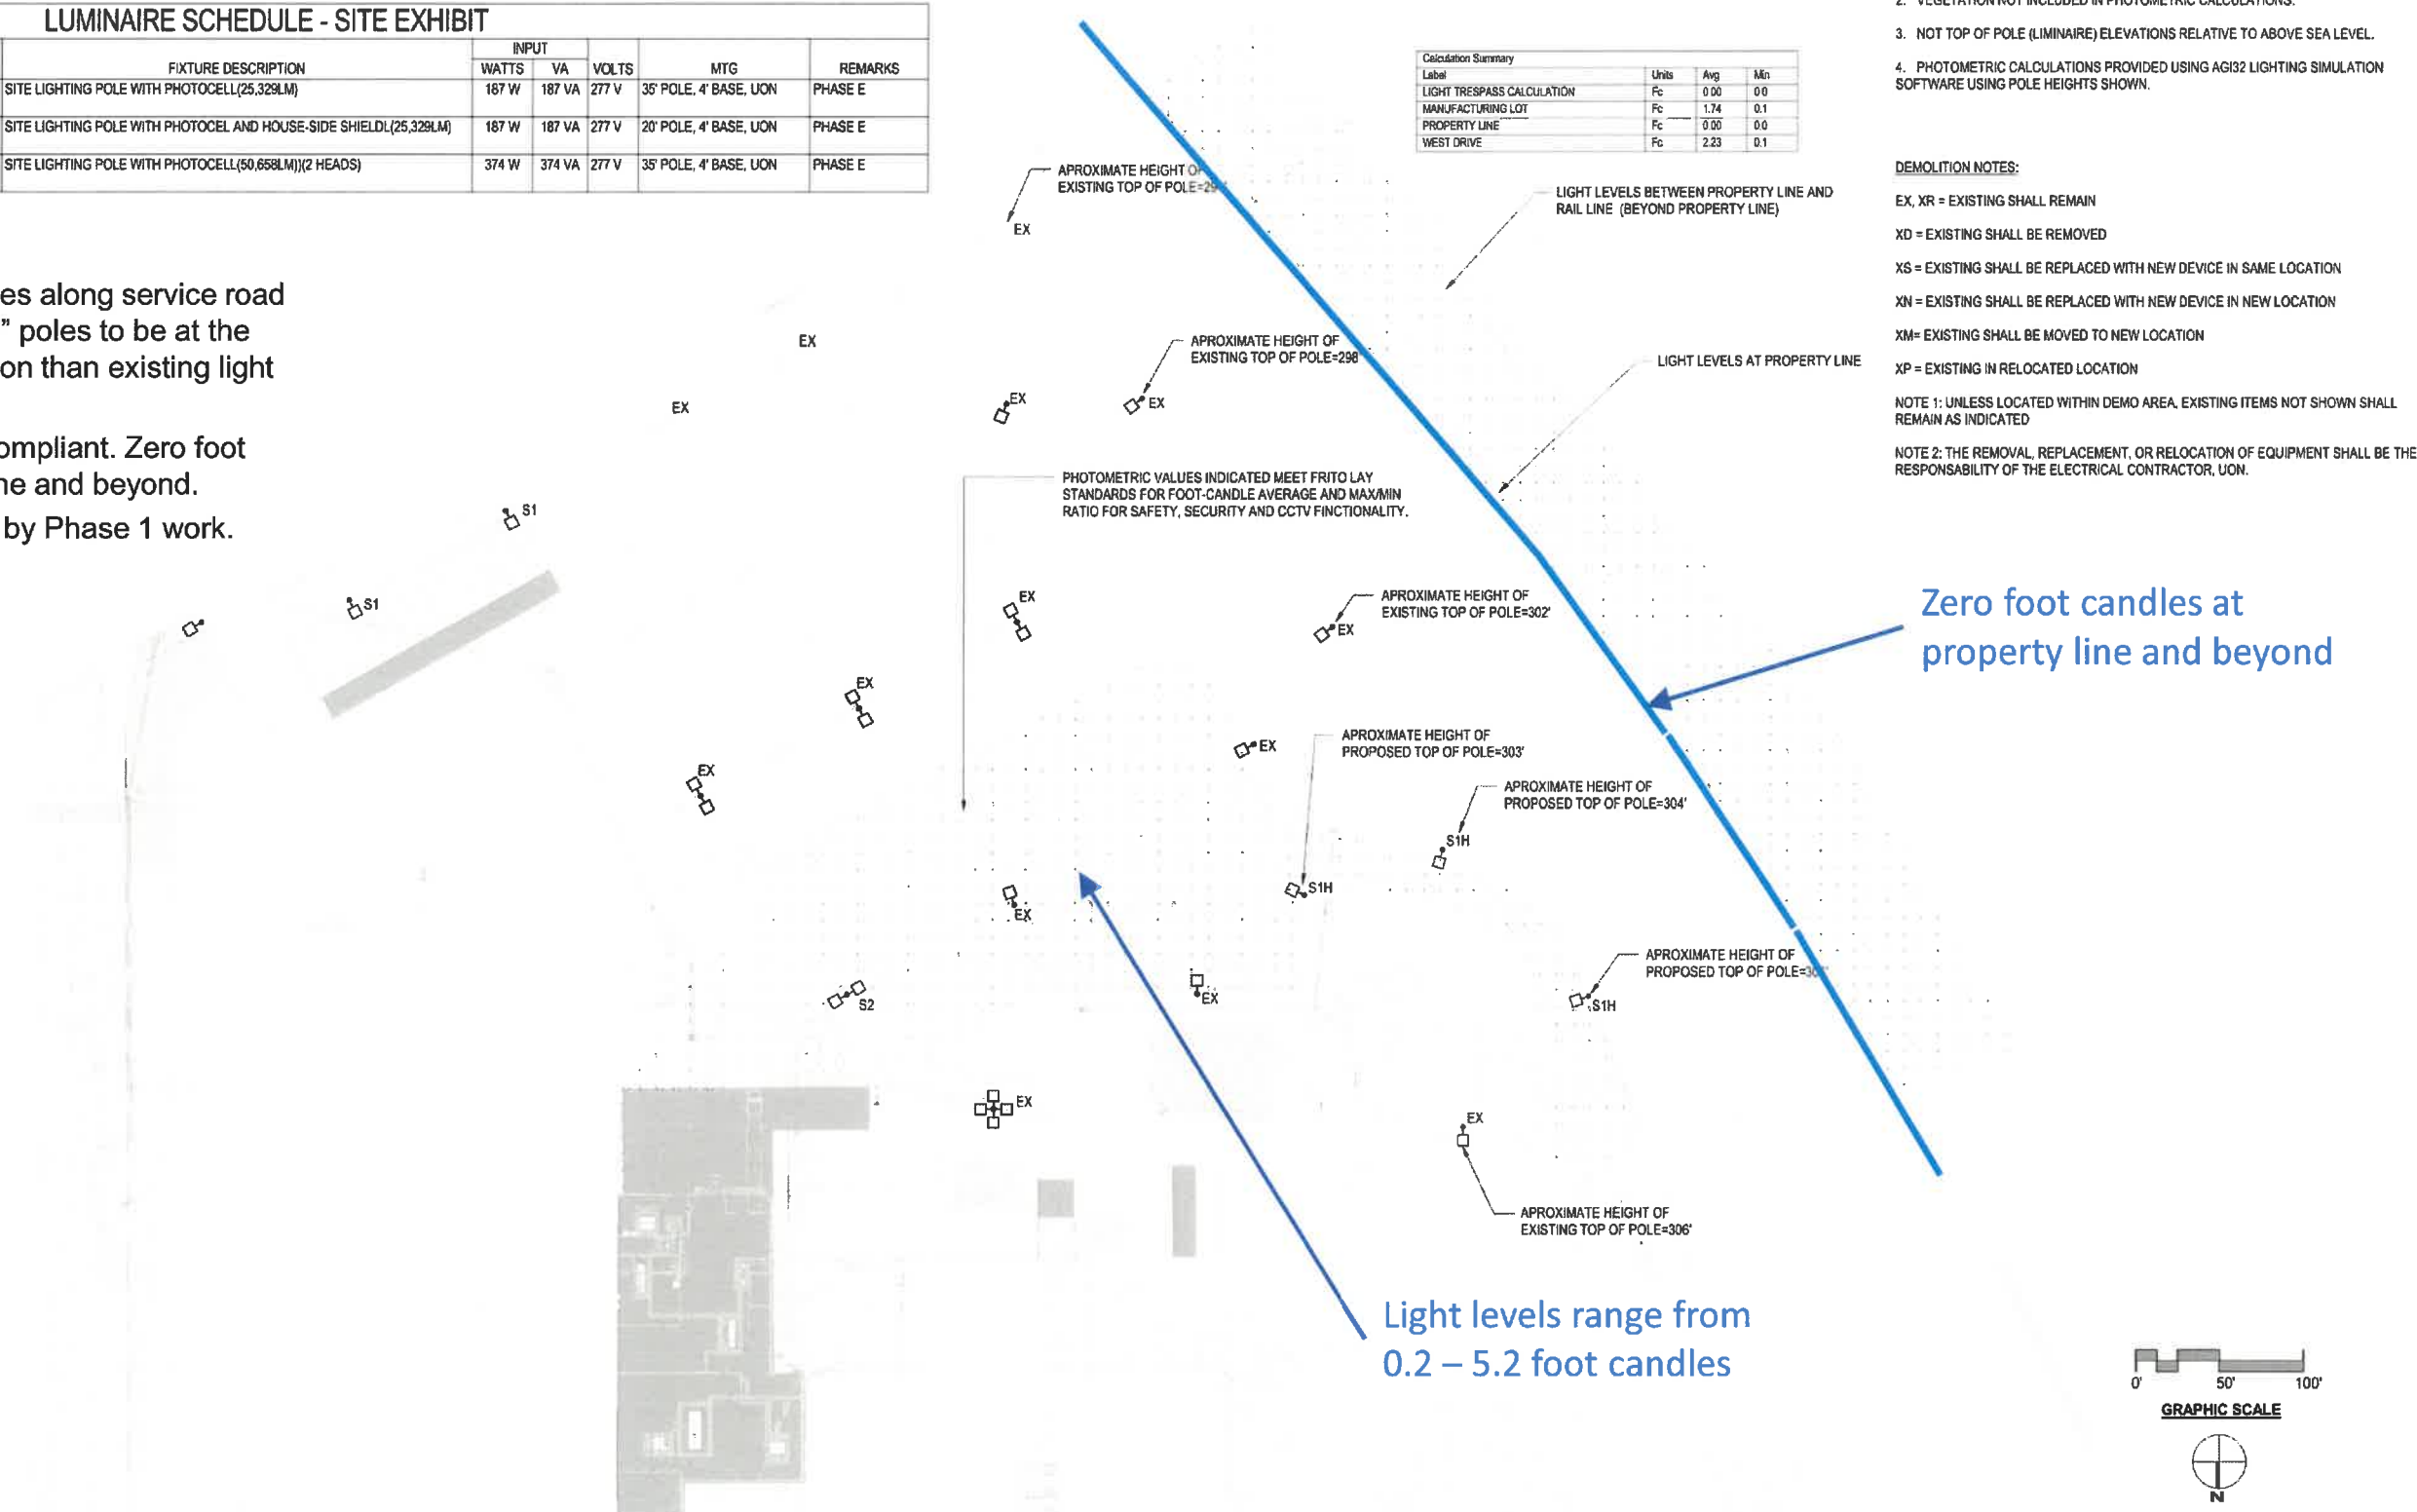 LUMINAIRE SCHEDULE - SITE EXHIBIT
FIXTURE DESCRIPTION INPUT WATTS VA VOLTS MTG REMARKS
SITE LIGHTING POLE WITH PHOTOCELL(25,329LM) 187 W 187 VA 277 V 35' POLE, 4' BASE, UON PHASE E
SITE LIGHTING POLE WITH PHOTOCEL AND HOUSE-SIDE SHIELDL(25,329LM) 187 W 187 VA 277 V 20' POLE, 4' BASE, UON PHASE E
SITE LIGHTING POLE WITH PHOTOCELL(50,658LM))(2 HEADS) 374 W 374 VA 277 V 35' POLE, 4' BASE, UON PHASE E
es along service road
" poles to be at the
on than existing light
ompliant. Zero foot
ne and beyond.
by Phase 1 work.
Calculation Summary
Label Units Avg Min
LIGHT TRESPASS CALCULATION Fc 0.00 0.0
MANUFACTURING LOT Fc 1.74 0.1
PROPERTY LINE Fc 0.00 0.0
WEST DRIVE Fc 2.23 0.1
2. VEGETATION NOT INCLUDED IN PHOTOMETRIC CALCULATIONS.
3. NOT TOP OF POLE (LIMINAIRE) ELEVATIONS RELATIVE TO ABOVE SEA LEVEL.
4. PHOTOMETRIC CALCULATIONS PROVIDED USING AGI32 LIGHTING SIMULATION
SOFTWARE USING POLE HEIGHTS SHOWN.
DEMOLITION NOTES:
EX, XR = EXISTING SHALL REMAIN
XD = EXISTING SHALL BE REMOVED
XS = EXISTING SHALL BE REPLACED WITH NEW DEVICE IN SAME LOCATION
XN = EXISTING SHALL BE REPLACED WITH NEW DEVICE IN NEW LOCATION
XM= EXISTING SHALL BE MOVED TO NEW LOCATION
XP = EXISTING IN RELOCATED LOCATION
NOTE 1: UNLESS LOCATED WITHIN DEMO AREA, EXISTING ITEMS NOT SHOWN SHALL
REMAIN AS INDICATED
NOTE 2: THE REMOVAL, REPLACEMENT, OR RELOCATION OF EQUIPMENT SHALL BE THE
RESPONSABILITY OF THE ELECTRICAL CONTRACTOR, UON.
APROXIMATE HEIGHT OF
EXISTING TOP OF
EX
LIGHT LEVELS BETWEEN PROPERTY LINE AND
RAIL LINE (BEYOND PROPERTY LINE)
EX
APROXIMATE HEIGHT OF
EXISTING TOP OF POLE=298'
LIGHT LEVELS AT PROPERTY LINE
EX
EX
EX
PHOTOMETRIC VALUES INDICATED MEET FRITO LAY
STANDARDS FOR FOOT-CANDLE AVERAGE AND MAX/MIN
RATIO FOR SAFETY, SECURITY AND CCTV FINCTIONALITY.
S1
S1
EX
APROXIMATE HEIGHT OF
EXISTING TOP OF POLE=302'
EX
Zero foot candles at
property line and beyond
EX
EX
APROXIMATE HEIGHT OF
PROPOSED TOP OF POLE=303'
EX
APROXIMATE HEIGHT OF
PROPOSED TOP OF POLE=304'
S1H
S1H
EX
APROXIMATE HEIGHT OF
PROPOSED TOP OF
S2
EX
S1H
EX
EX
APROXIMATE HEIGHT OF
EXISTING TOP OF POLE=306'
Light levels range from
0.2 – 5.2 foot candles
0' 50' 100'
GRAPHIC SCALE
N